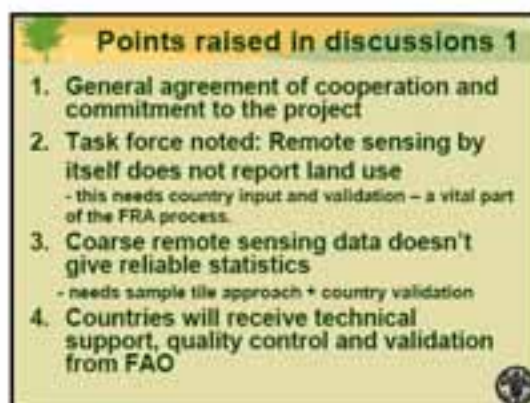 Points raised in discussions 1
1. General agreement of cooperation and
commitment to the project
2. Task force noted: Remote sensing by
itself does not report land use
- this needs country input and validation – a vital part
of the FRA process.
3. Coarse remote sensing data doesn't
give reliable statistics
- needs sample tile approach + country validation
4. Countries will receive technical
support, quality control and validation
from FAO